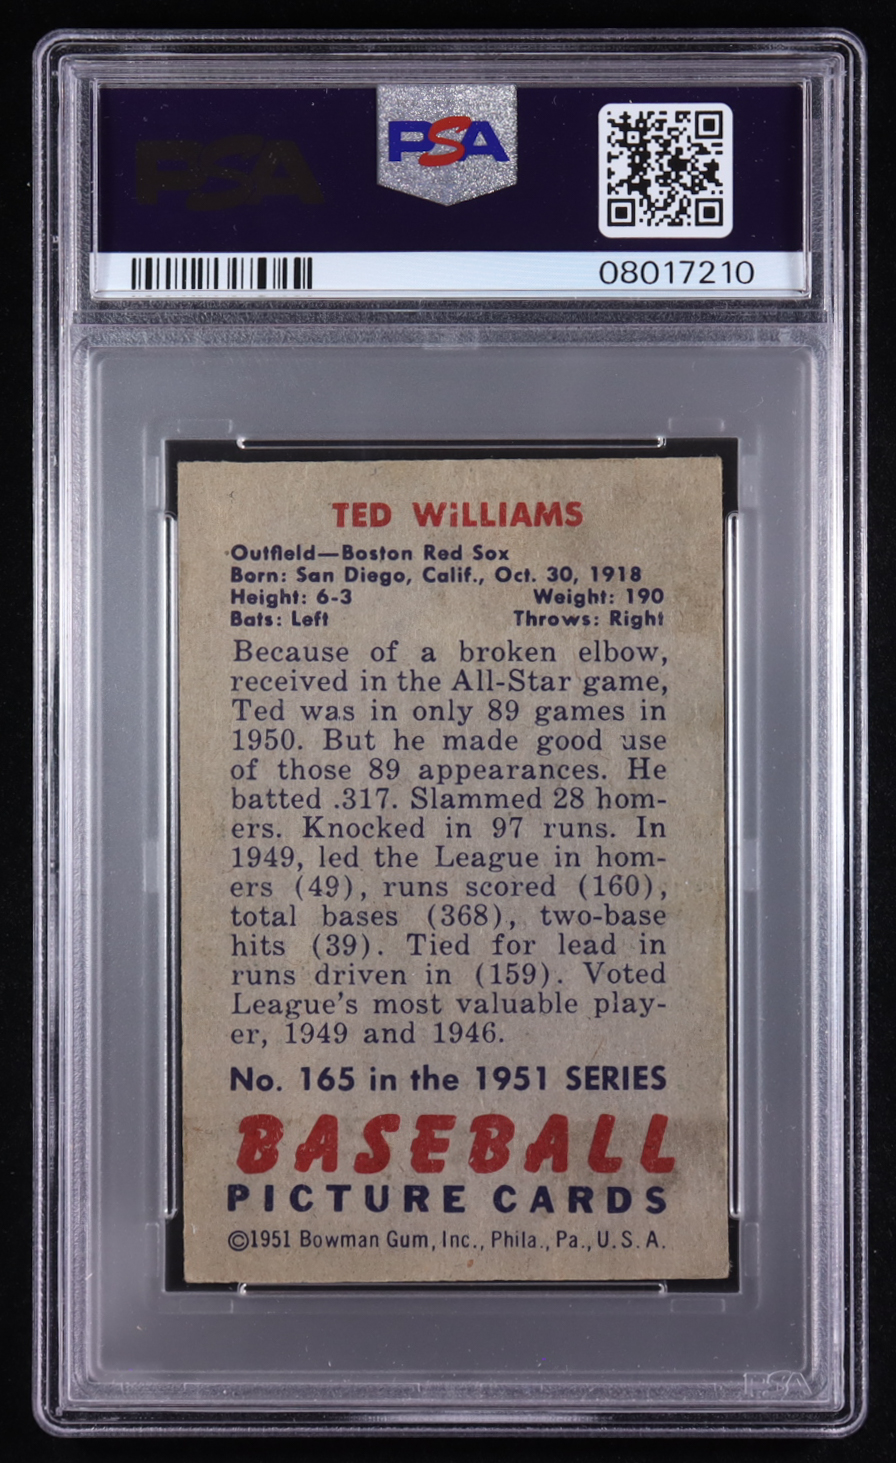 PSA
PSA
08017210
TED WiLLIAMS
Outfield—Boston Red Sox
Born: San Diego, Calif., Oct. 30, 1918
Height: 6-3 Weight: 190
Bats: Left Throws: Right
Because of a broken elbow,
received in the All-Star game,
Ted was in only 89 games in
1950. But he made good use
of those 89 appearances. He
batted .317. Slammed 28 hom-
ers. Knocked in 97 runs. In
1949, led the League in hom-
ers (49), runs scored (160),
total bases (368), two-base
hits (39). Tied for lead in
runs driven in (159). Voted
League's most valuable play-
er, 1949 and 1946.
No. 165 in the 1951 SERIES
BASEBALL
PICTURE CARDS
©1951 Bowman Gum, Inc., Phila., Pa., U. S. A.
PSA